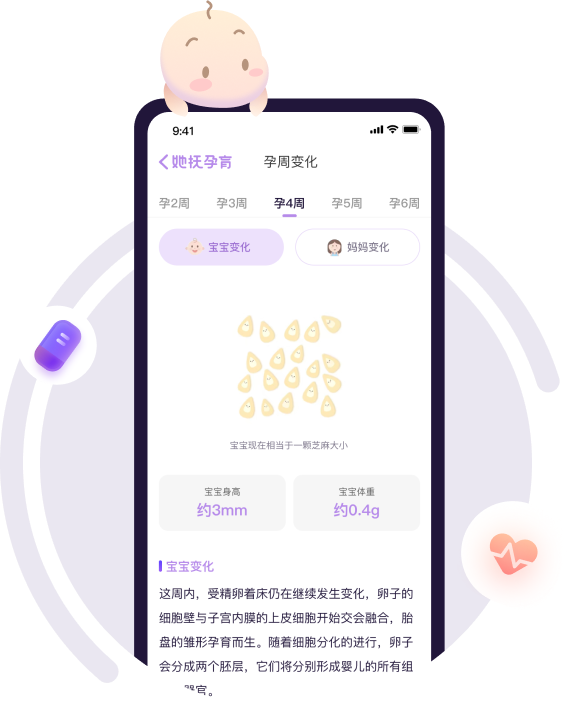 9:41
她抚孕育 孕周变化
孕2周 孕3周 孕4周 孕5周 孕6周
宝宝变化 妈妈变化
宝宝现在相当于一颗芝麻大小
宝宝身高 宝宝体重
约3mm 约0.4g
宝宝变化
这周内，受精卵着床仍在继续发生变化，卵子的
细胞壁与子宫内膜的上皮细胞开始交会融合，胎
盘的雏形孕育而生。随着细胞分化的进行，卵子
会分成两个胚层，它们将分别形成婴儿的所有组
器官。